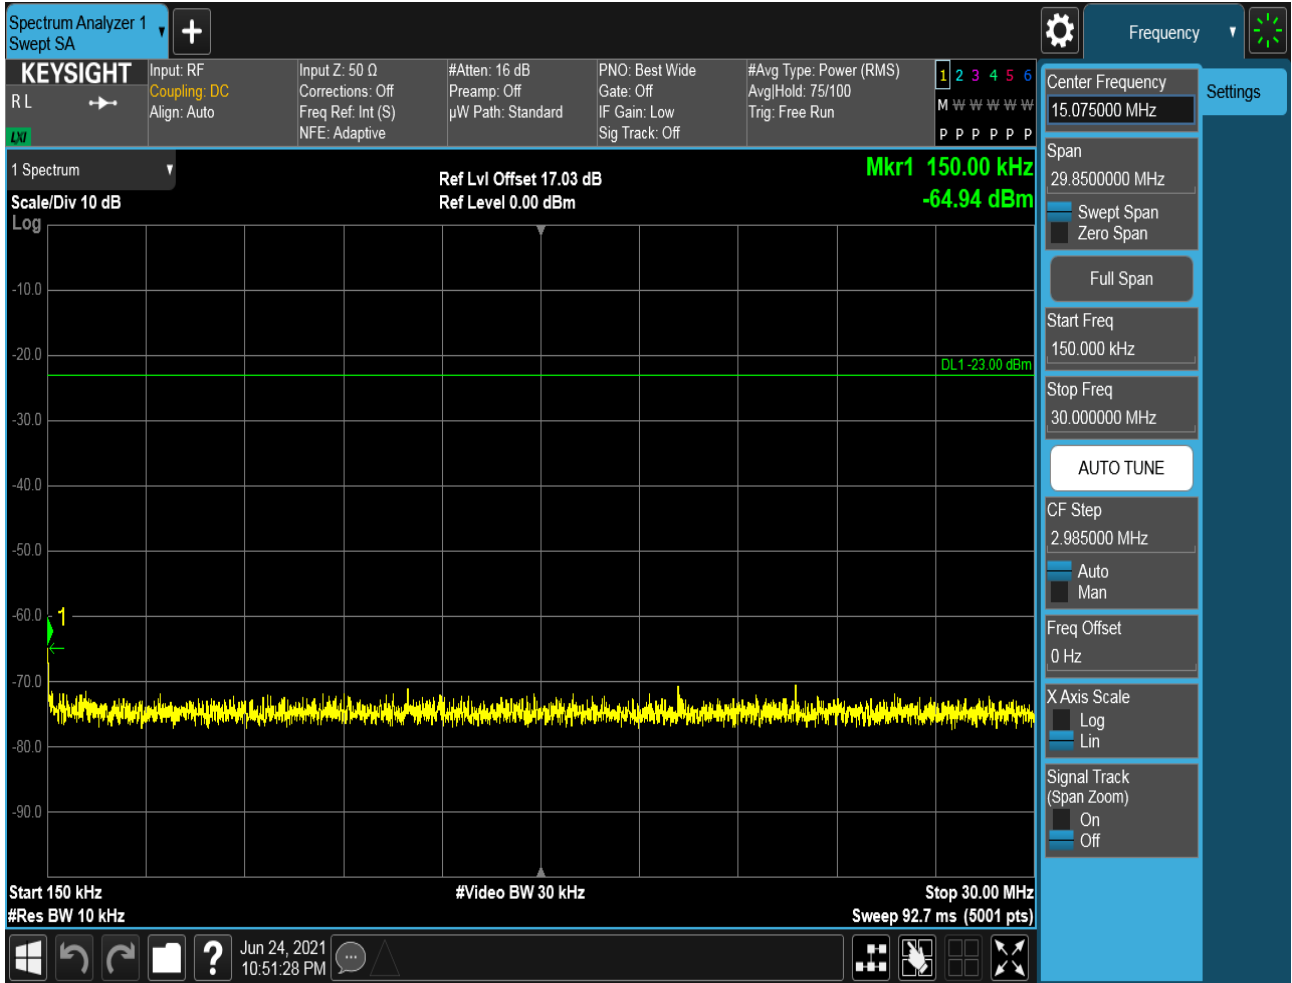 Spectrum Analyzer 1
Swept SA
Frequency
KEYSIGHT
R L
LXI
Input: RF
Coupling: DC
Align: Auto
Input Z: 50 Ω
Corrections: Off
Freq Ref: Int (S)
NFE: Adaptive
#Atten: 16 dB
Preamp: Off
µW Path: Standard
PNO: Best Wide
Gate: Off
IF Gain: Low
Sig Track: Off
#Avg Type: Power (RMS)
Avg|Hold: 75/100
Trig: Free Run
1 2 3 4 5 6
M W W W W W
P P P P P P
1 Spectrum
Scale/Div 10 dB
Log
Ref Lvl Offset 17.03 dB
Ref Level 0.00 dBm
Mkr1 150.00 kHz
-64.94 dBm
-10.0
-20.0
DL1 -23.00 dBm
-30.0
-40.0
-50.0
-60.0
1
-70.0
-80.0
-90.0
Start 150 kHz
#Res BW 10 kHz
#Video BW 30 kHz
Stop 30.00 MHz
Sweep 92.7 ms (5001 pts)
Center Frequency
15.075000 MHz
Span
29.8500000 MHz
Swept Span
Zero Span
Full Span
Start Freq
150.000 kHz
Stop Freq
30.000000 MHz
AUTO TUNE
CF Step
2.985000 MHz
Auto
Man
Freq Offset
0 Hz
X Axis Scale
Log
Lin
Signal Track
(Span Zoom)
On
Off
Settings
?
Jun 24, 2021
10:51:28 PM